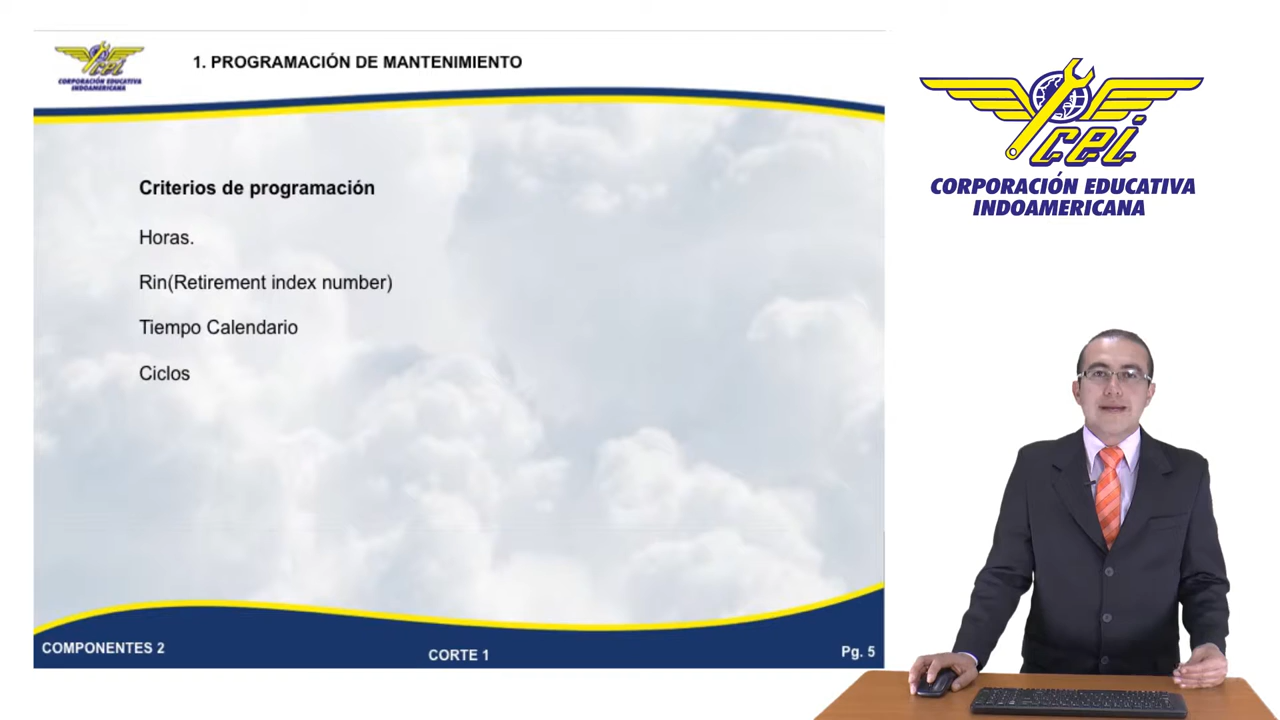 CORPORACIÓN EDUCATIVA
INDOAMERICANA
1. PROGRAMACIÓN DE MANTENIMIENTO
Criterios de programación
Horas.
Rin(Retirement index number)
Tiempo Calendario
Ciclos
COMPONENTES 2
CORTE 1
Pg. 5
cei
CORPORACIÓN EDUCATIVA
INDOAMERICANA